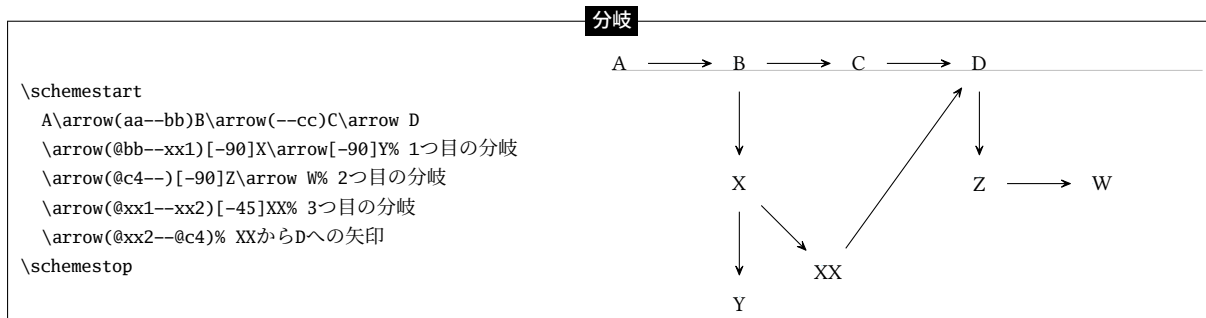 分岐
\schemestart
A\arrow(aa--bb)B\arrow(--cc)C\arrow D
\arrow(@bb--xx1)[-90]X\arrow[-90]Y% 1つ目の分岐
\arrow(@c4--)[-90]Z\arrow W% 2つ目の分岐
\arrow(@xx1--xx2)[-45]XX% 3つ目の分岐
\arrow(@xx2--@c4)% XXからDへの矢印
\schemestop
A B C D
X Z W
XX
Y